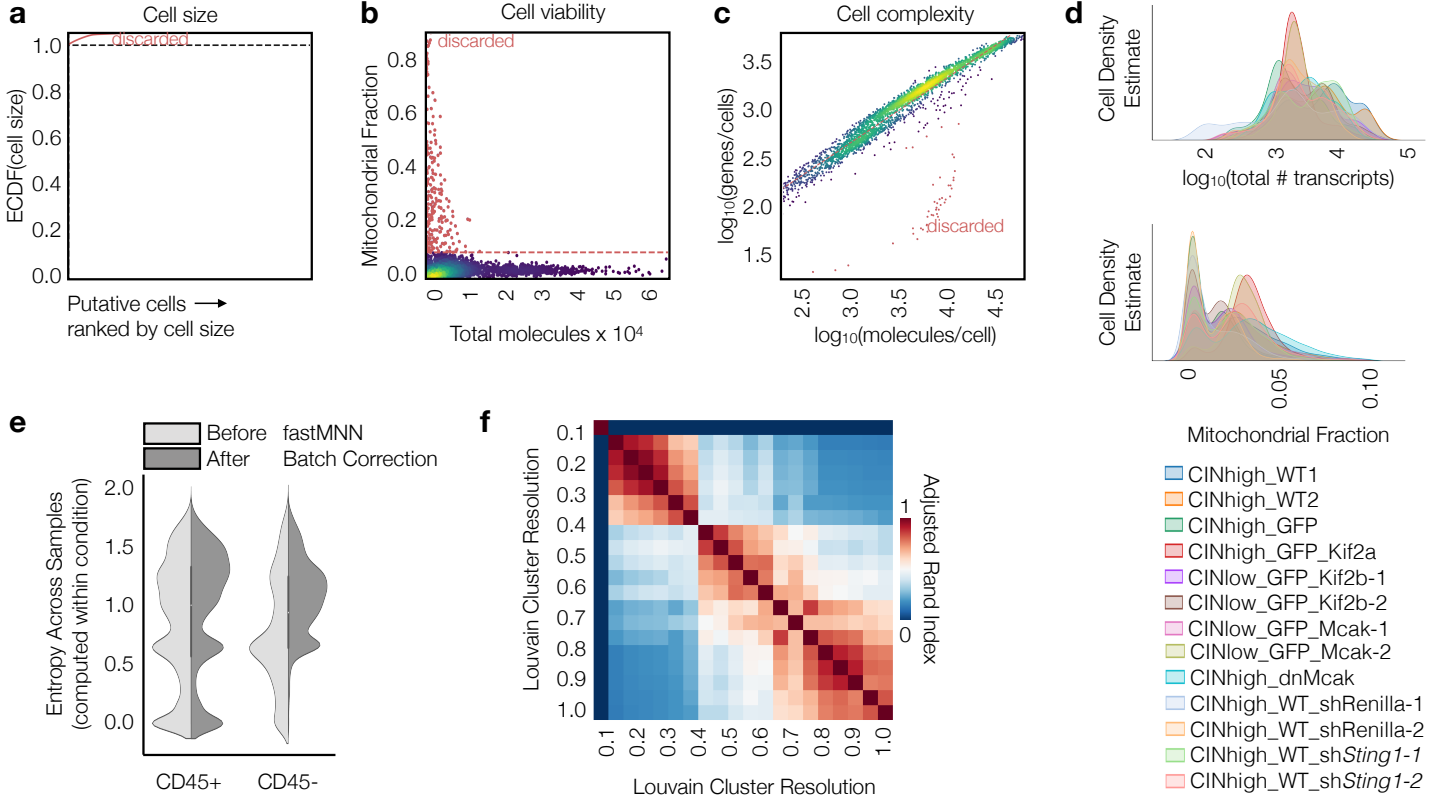 a
Cell size
discarded
1.0
1.0
0.8
0.6
0.4
0.2
0.0
ECDF(cell size)
Putative cells
ranked by cell size
b
Cell viability
discarded
0.8
0.6
0.4
0.2
0.0
Mitochondrial Fraction
0 1 2 3 4 5 6
Total molecules x 10⁴
c
Cell complexity
3.5
3.0
2.5
2.0
1.5
log₁₀(genes/cells)
discarded
2.5 3.0 3.5 4.0 4.5
log₁₀(molecules/cell)
d
Cell Density
Estimate
2 3 4 5
log₁₀(total # transcripts)
Cell Density
Estimate
0 0.05 0.10
Mitochondrial Fraction
CINhigh_WT1
CINhigh_WT2
CINhigh_GFP
CINhigh_GFP_Kif2a
CINlow_GFP_Kif2b-1
CINlow_GFP_Kif2b-2
CINlow_GFP_Mcak-1
CINlow_GFP_Mcak-2
CINhigh_dnMcak
CINhigh_WT_shRenilla-1
CINhigh_WT_shRenilla-2
CINhigh_WT_shSting1-1
CINhigh_WT_shSting1-2
e
Before fastMNN
After Batch Correction
2.0
1.5
1.0
0.5
0.0
Entropy Across Samples
(computed within condition)
CD45+ CD45-
f
0.1
0.2
0.3
0.4
0.5
0.6
0.7
0.8
0.9
1.0
Louvain Cluster Resolution
0.1 0.2 0.3 0.4 0.5 0.6 0.7 0.8 0.9 1.0
Louvain Cluster Resolution
1
0
Adjusted Rand Index